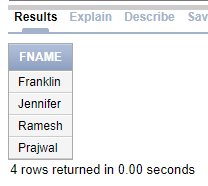 Results Explain Describe Sav
FNAME
Franklin
Jennifer
Ramesh
Prajwal
4 rows returned in 0.00 seconds